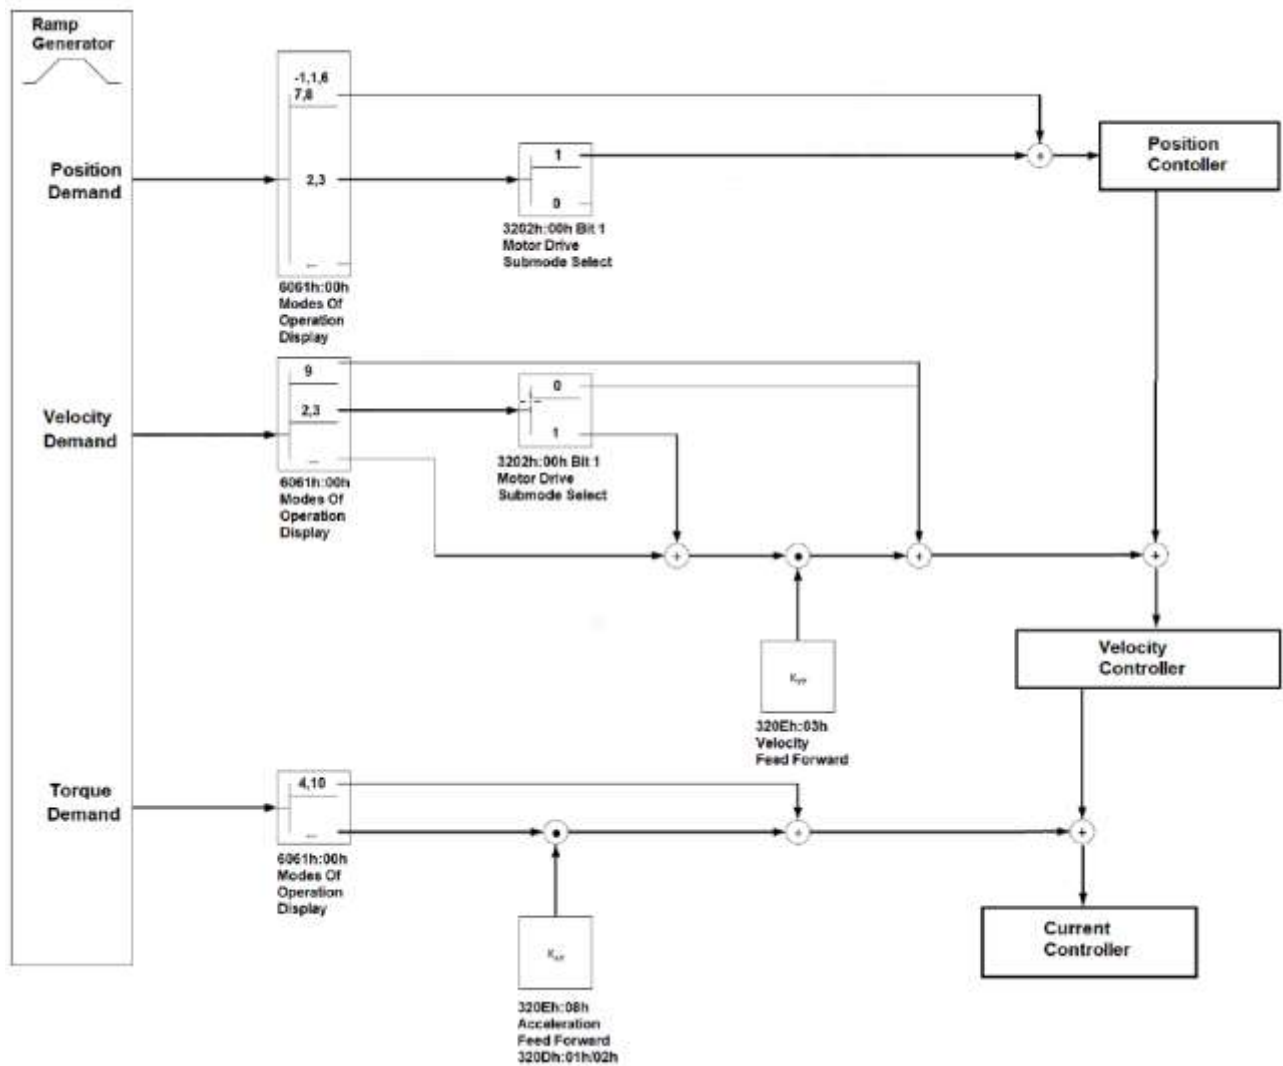 Ramp
Generator
-1,1,6
7,8
1
Position
Contoller
Position
Demand
2,3
0
3202h:00h Bit 1
Motor Drive
Submode Select
6061h:00h
Modes Of
Operation
Display
9
0
2,3
Velocity
Demand
1
3202h:00h Bit 1
Motor Drive
Submode Select
6061h:00h
Modes Of
Operation
Display
+
+
+
Velocity
Controller
320Eh:03h
Velocity
Feed Forward
Torque
Demand
4,10
+
6061h:00h
Modes Of
Operation
Display
Current
Controller
320Eh:08h
Acceleration
Feed Forward
320Dh:01h/02h